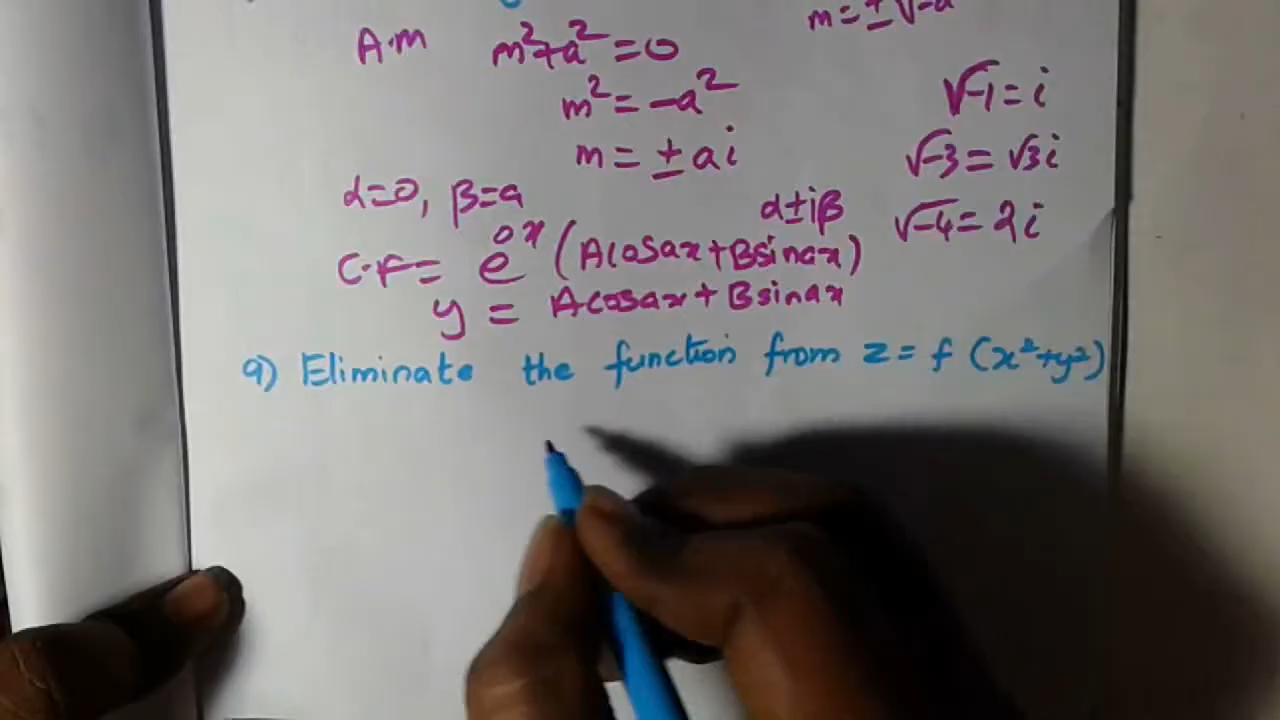 m = ± √-a
A.M m²+a² = 0
m² = -a²
√-1 = i
m = ± ai
√-3 = √3i
α=0, β=a
α±iβ
√-4 = 2i
C.F = e^0x (Acosax+Bsinax)
y = Acosax + Bsinax
9) Eliminate the function from z = f (x²+y²)